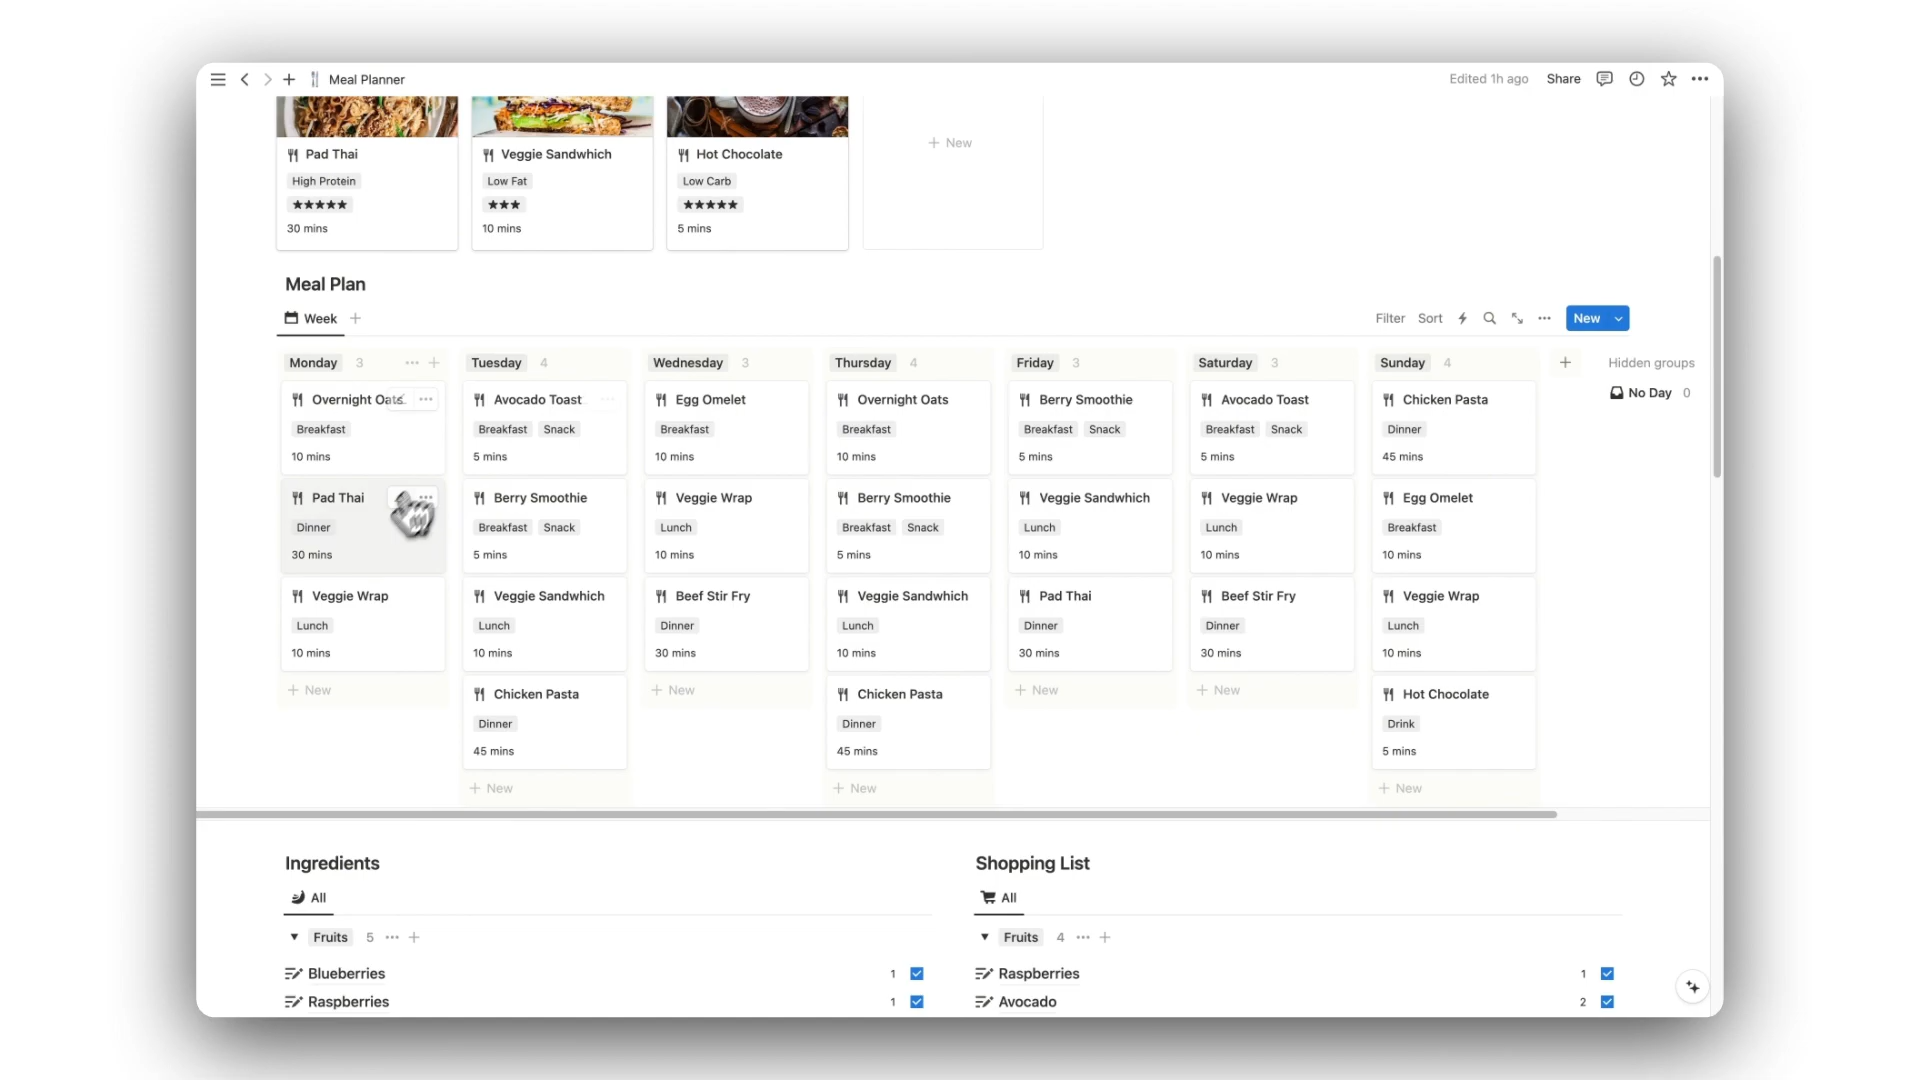 Meal Planner
Edited 1h ago Share
Pad Thai
High Protein
★★★★★
30 mins
Veggie Sandwhich
Low Fat
★★★
10 mins
Hot Chocolate
Low Carb
★★★★★
5 mins
+ New
Meal Plan
Week
Filter Sort New
Monday 3
Overnight Oats
Breakfast
10 mins
Pad Thai
Dinner
30 mins
Veggie Wrap
Lunch
10 mins
+ New
Tuesday 4
Avocado Toast
Breakfast Snack
5 mins
Berry Smoothie
Breakfast Snack
5 mins
Veggie Sandwhich
Lunch
10 mins
Chicken Pasta
Dinner
45 mins
+ New
Wednesday 3
Egg Omelet
Breakfast
10 mins
Veggie Wrap
Lunch
10 mins
Beef Stir Fry
Dinner
30 mins
+ New
Thursday 4
Overnight Oats
Breakfast
10 mins
Berry Smoothie
Breakfast Snack
5 mins
Veggie Sandwhich
Lunch
10 mins
Chicken Pasta
Dinner
45 mins
+ New
Friday 3
Berry Smoothie
Breakfast Snack
5 mins
Veggie Sandwhich
Lunch
10 mins
Pad Thai
Dinner
30 mins
+ New
Saturday 3
Avocado Toast
Breakfast Snack
5 mins
Veggie Wrap
Lunch
10 mins
Beef Stir Fry
Dinner
30 mins
+ New
Sunday 4
Chicken Pasta
Dinner
45 mins
Egg Omelet
Breakfast
10 mins
Veggie Wrap
Lunch
10 mins
Hot Chocolate
Drink
5 mins
+ New
Hidden groups
No Day 0
Ingredients
All
Fruits 5
Blueberries 1
Raspberries 1
Shopping List
All
Fruits 4
Raspberries 1
Avocado 2